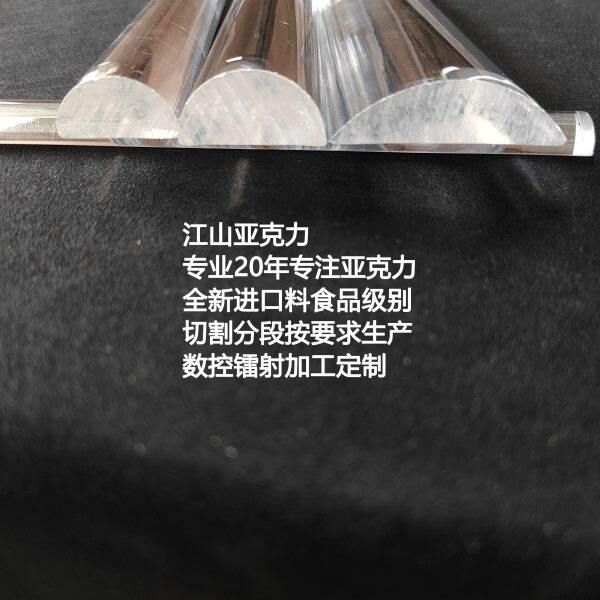 江山亚克力
专业20年专注亚克力
全新进口料食品级别
切割分段按要求生产
数控镭射加工定制